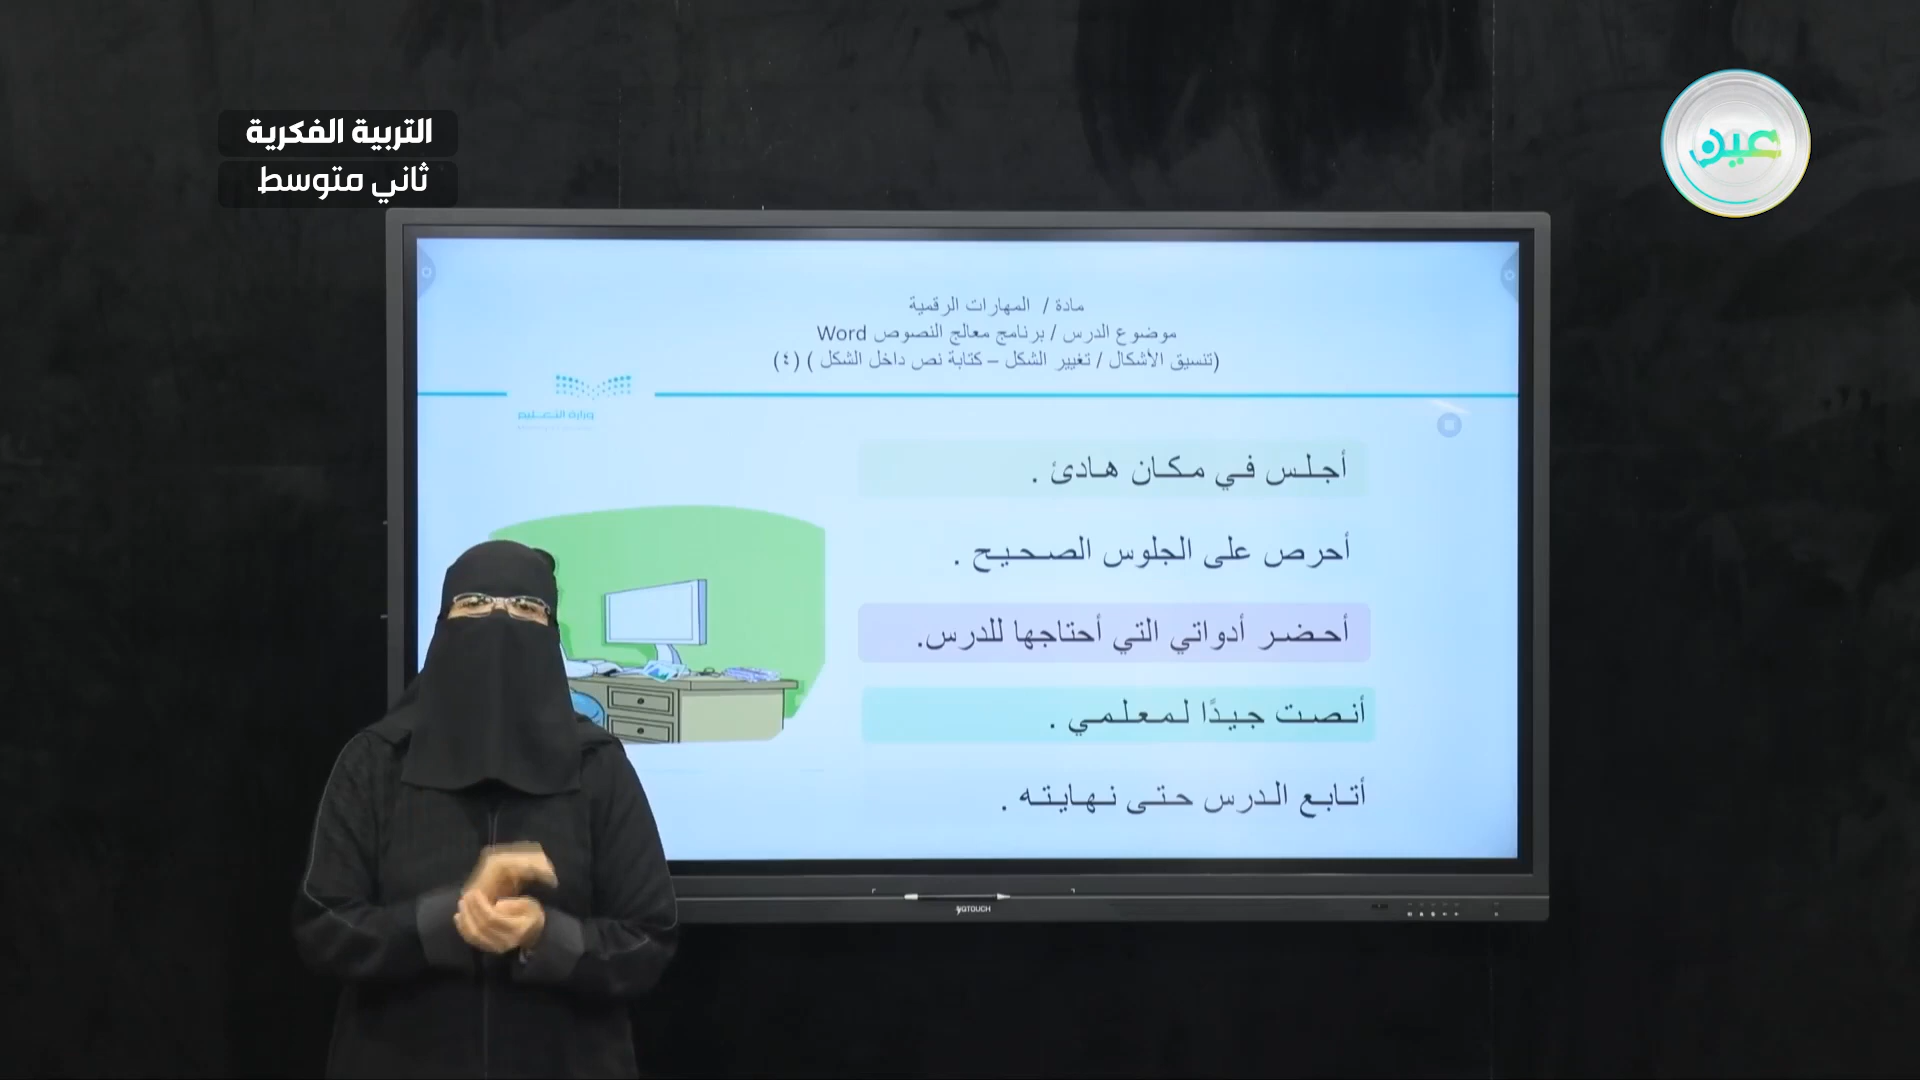 التربية الفكرية
ثاني متوسط
عين
مادة / المهارات الرقمية
موضوع الدرس / برنامج معالج النصوص Word
(تنسيق الأشكال / تغيير الشكل – كتابة نص داخل الشكل ) (٤)
وزارة التعليم
أجلس في مكان هادئ .
أحرص على الجلوس الصحيح .
أحضر أدواتي التي أحتاجها للدرس.
أنصت جيدًا لمعلمي .
أتابع الدرس حتى نهايته .